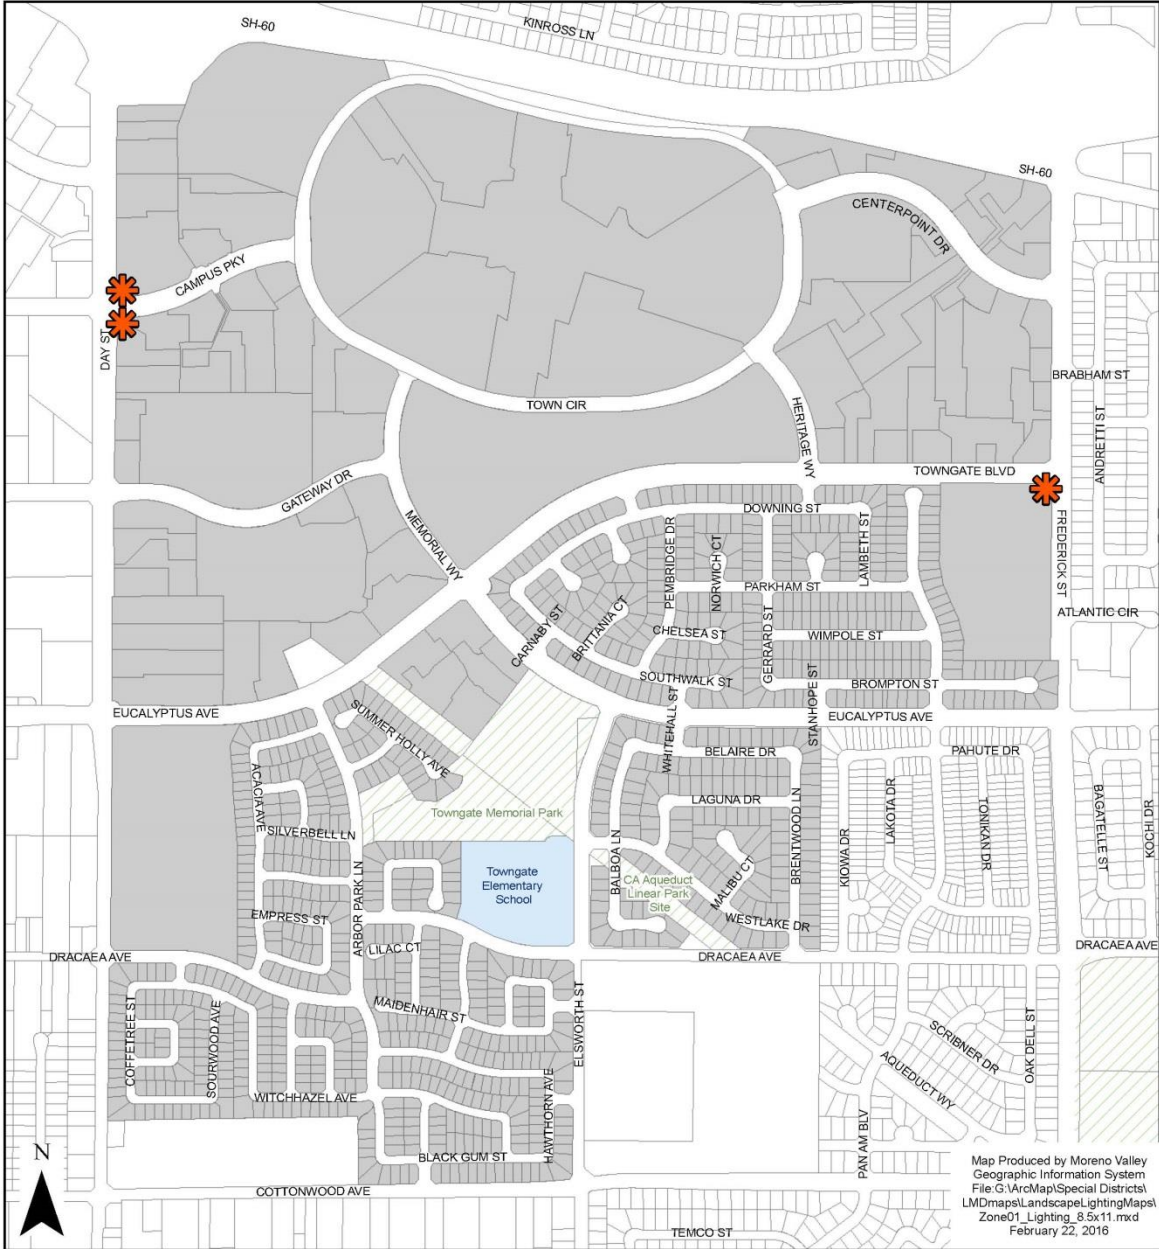 SH-60
KINROSS LN
SH-60
CENTERPOINT DR
CAMPUS PKY
DAY ST
BRABHAM ST
TOWN CIR
HERITAGE WY
ANDRETTI ST
TOWNGATE BLVD
GATEWAY DR
DOWNING ST
MEMORIAL WY
PEMBRIDGE DR
NORWICH CT
LAMBETH ST
FREDERICK ST
PARKHAM ST
ATLANTIC CIR
CARNABY ST
BRITTANIA CT
CHELSEA ST
GERRARD ST
WIMPOLE ST
SOUTHWALK ST
BROMPTON ST
STANHOPE ST
EUCALYPTUS AVE
EUCALYPTUS AVE
WHITEHALL ST
SUMMER HOLLY AVE
BELAIRE DR
PAHUTE DR
ACACIA AVE
LAGUNA DR
BRENTWOOD LN
LAKOTA DR
TONIKAN DR
BAGATELLE ST
KOCHI DR
Towngate Memorial Park
SILVERBELL LN
BALBOA LN
KIOWA DR
Towngate
Elementary
School
CA Aqueduct
Linear Park
Site
MALIBU CT
ARBOR PARK LN
EMPRESS ST
WESTLAKE DR
LILAC CT
DRACAEA AVE
DRACAEA AVE
DRACAEA AVE
COFFETREE ST
SOURWOOD AVE
MAIDENHAIR ST
ELSWORTH ST
SCRIBNER DR
OAK DELL ST
AQUEDUCT WY
WITCHHAZEL AVE
HAWTHORN AVE
PAN AM BLV
BLACK GUM ST
COTTONWOOD AVE
TEMCO ST
N
Map Produced by Moreno Valley
Geographic Information System
File:G:\ArcMap\Special Districts\
LMDmaps\LandscapeLightingMaps\
Zone01_Lighting_8.5x11.mxd
February 22, 2016